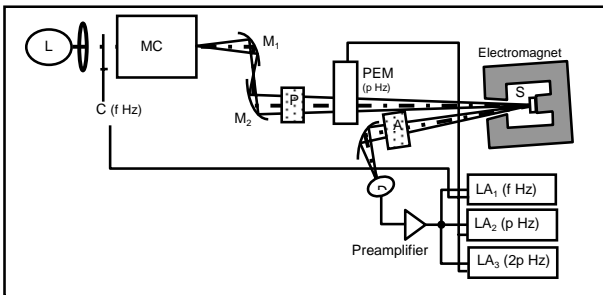 L
MC
M1
PEM
(p Hz)
Electromagnet
S
P
M2
C (f Hz)
A
D
LA1 (f Hz)
LA2 (p Hz)
LA3 (2p Hz)
Preamplifier